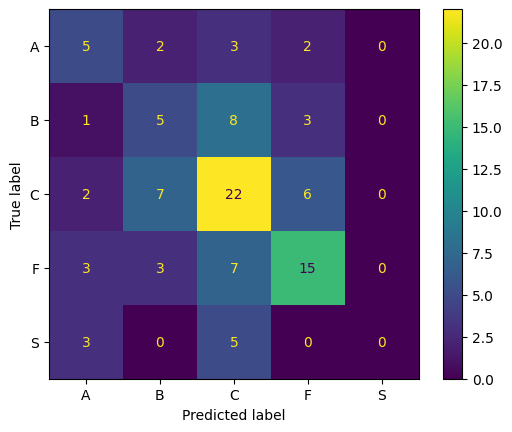 A 5 2 3 2 0
B 1 5 8 3 0
C 2 7 22 6 0
F 3 3 7 15 0
S 3 0 5 0 0
A B C F S
Predicted label
True label
20.0
17.5
15.0
12.5
10.0
7.5
5.0
2.5
0.0